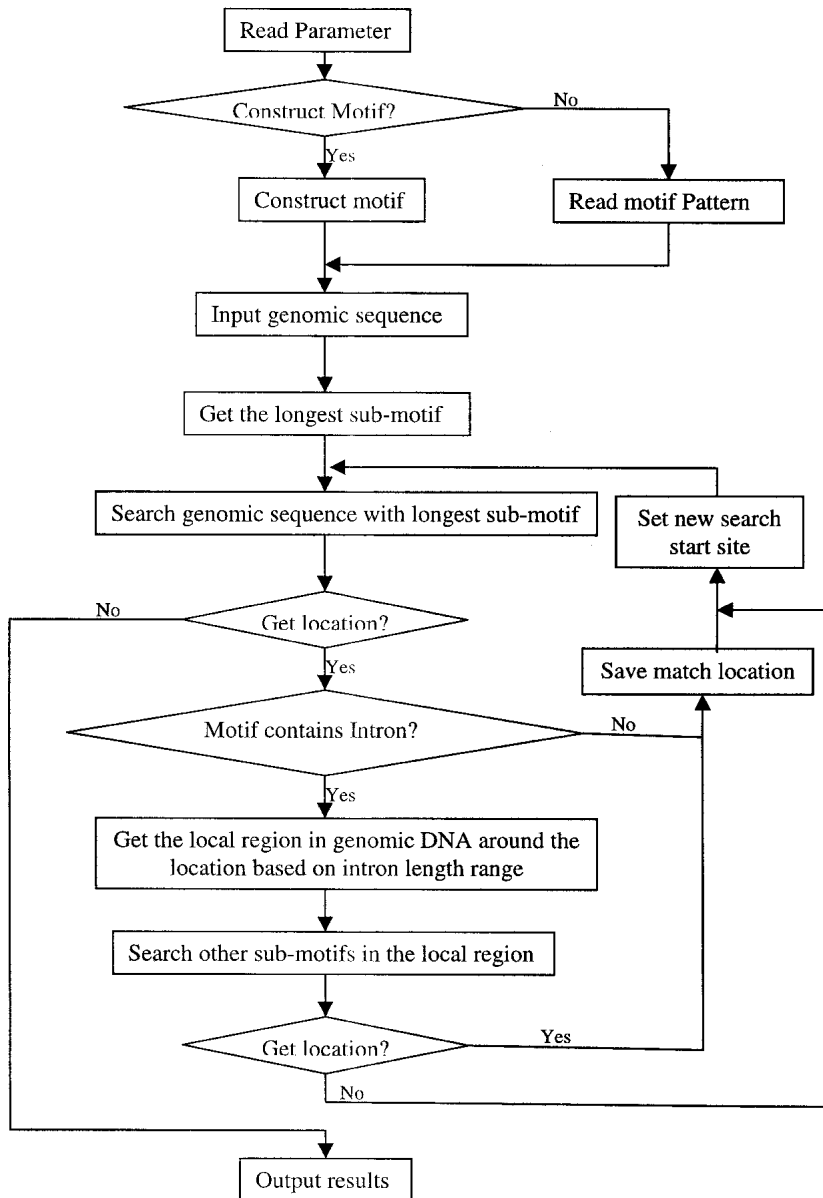 Read Parameter
Construct Motif?
No
Yes
Construct motif
Read motif Pattern
Input genomic sequence
Get the longest sub-motif
Search genomic sequence with longest sub-motif
Set new search
start site
No
Get location?
Yes
Save match location
Motif contains Intron?
No
Yes
Get the local region in genomic DNA around the
location based on intron length range
Search other sub-motifs in the local region
Get location?
Yes
No
Output results